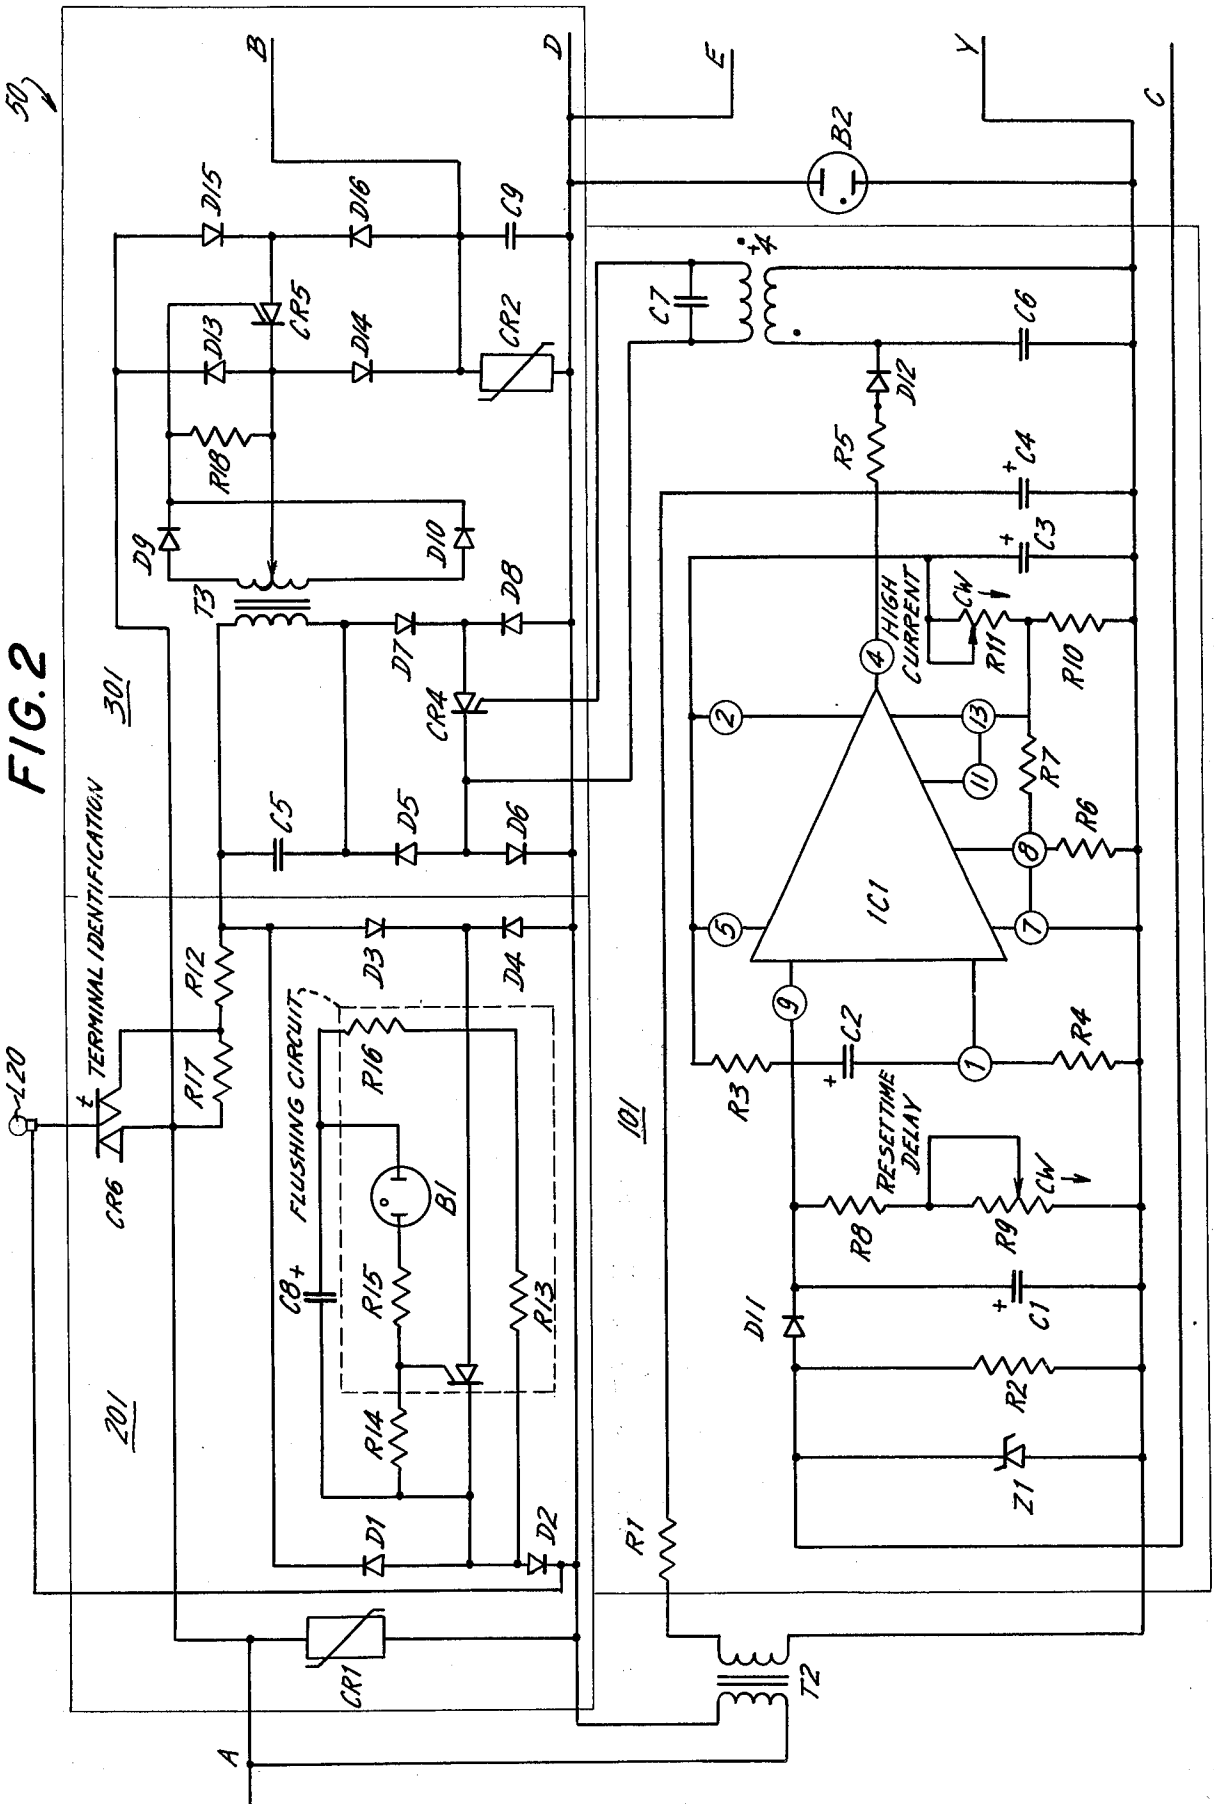 FIG.2
50
TERMINAL IDENTIFICATION
L20
t
CR6
R17
R12
201
301
FLUSHING CIRCUIT
A
B
D
E
Y
C
CR1
D1
D2
R14
R15
B1
C8
+
R16
R13
D3
D4
C5
D5
D6
T3
D7
D8
CR4
D9
D10
R18
D13
D14
CR5
D15
D16
C9
CR2
B2
C7
D12
C6
101
R1
T2
Z1
R2
D11
C1
+
R8
R9
CW
RESET TIME
DELAY
R3
C2
+
R4
IC1
9
1
5
2
4
7
8
11
13
HIGH
CURRENT
R6
R7
R10
R11
CW
C3
+
C4
+
R5